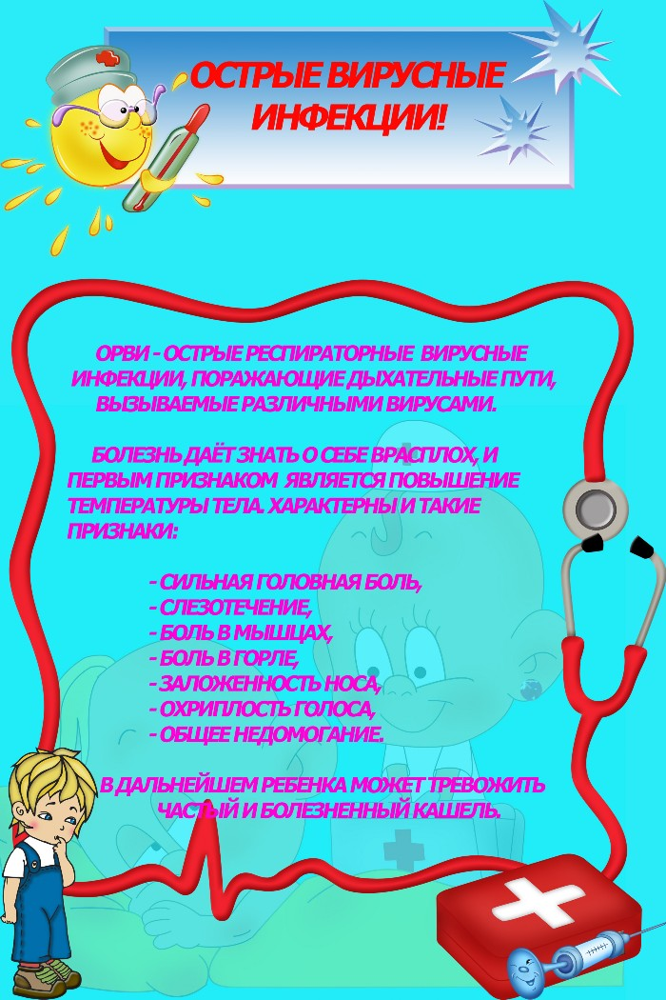 ОСТРЫЕ ВИРУСНЫЕ
ИНФЕКЦИИ!
ОРВИ - ОСТРЫЕ РЕСПИРАТОРНЫЕ ВИРУСНЫЕ
ИНФЕКЦИИ, ПОРАЖАЮЩИЕ ДЫХАТЕЛЬНЫЕ ПУТИ,
ВЫЗЫВАЕМЫЕ РАЗЛИЧНЫМИ ВИРУСАМИ.
БОЛЕЗНЬ ДАЁТ ЗНАТЬ О СЕБЕ ВРАСПЛОХ, И
ПЕРВЫМ ПРИЗНАКОМ ЯВЛЯЕТСЯ ПОВЫШЕНИЕ
ТЕМПЕРАТУРЫ ТЕЛА. ХАРАКТЕРНЫ И ТАКИЕ
ПРИЗНАКИ:
- СИЛЬНАЯ ГОЛОВНАЯ БОЛЬ,
- СЛЕЗОТЕЧЕНИЕ,
- БОЛЬ В МЫШЦАХ,
- БОЛЬ В ГОРЛЕ,
- ЗАЛОЖЕННОСТЬ НОСА,
- ОХРИПЛОСТЬ ГОЛОСА,
- ОБЩЕЕ НЕДОМОГАНИЕ.
В ДАЛЬНЕЙШЕМ РЕБЕНКА МОЖЕТ ТРЕВОЖИТЬ
ЧАСТЫЙ И БОЛЕЗНЕННЫЙ КАШЕЛЬ.